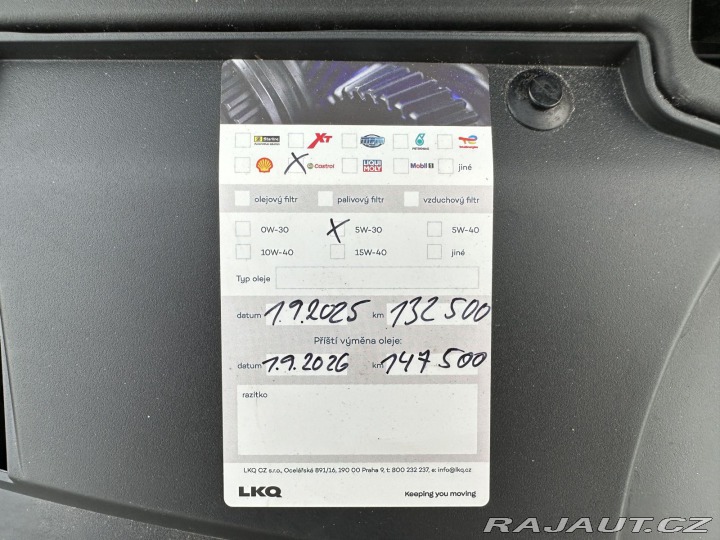 Starline XT PETRONAS TotalEnergies
X Castrol LIQUI MOLY Mobil 1 jiné
olejový filtr palivový filtr vzduchový filtr
0W-30 X 5W-30 5W-40
10W-40 15W-40 jiné
Typ oleje
datum 1.9.2025 km 132 500
Příští výměna oleje:
datum 1.9.2026 km 147 500
razítko
LKQ CZ s.r.o., Ocelářská 891/16, 190 00 Praha 9, t: 800 232 237, e: info@lkq.cz
LKQ Keeping you moving
RAJAUT.CZ